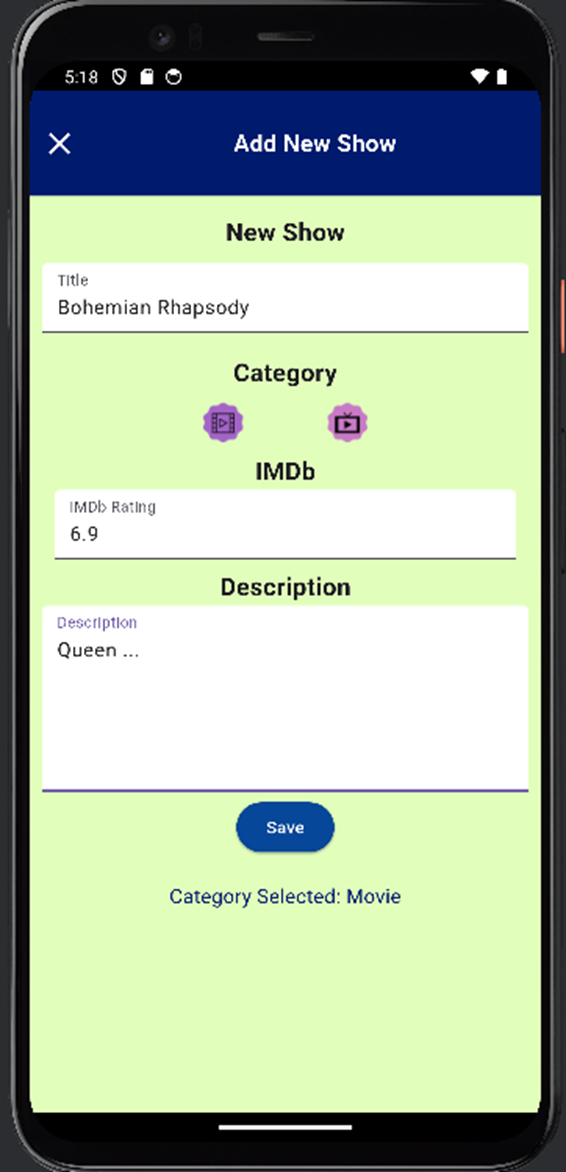 5:18
Add New Show
New Show
Title
Bohemian Rhapsody
Category
IMDb
IMDb Rating
6.9
Description
Description
Queen ...
Save
Category Selected: Movie